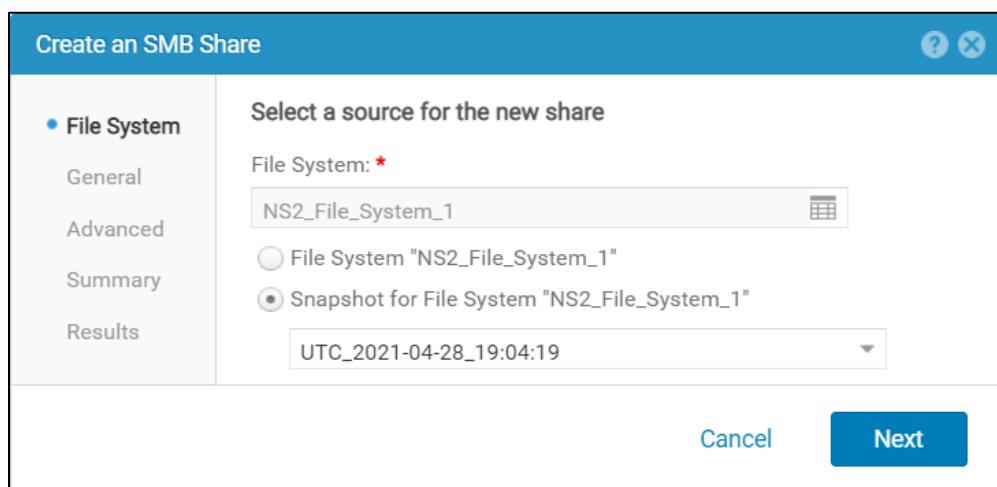 Create an SMB Share
File System
General
Advanced
Summary
Results
Select a source for the new share
File System: *
NS2_File_System_1
File System "NS2_File_System_1"
Snapshot for File System "NS2_File_System_1"
UTC_2021-04-28_19:04:19
Cancel
Next